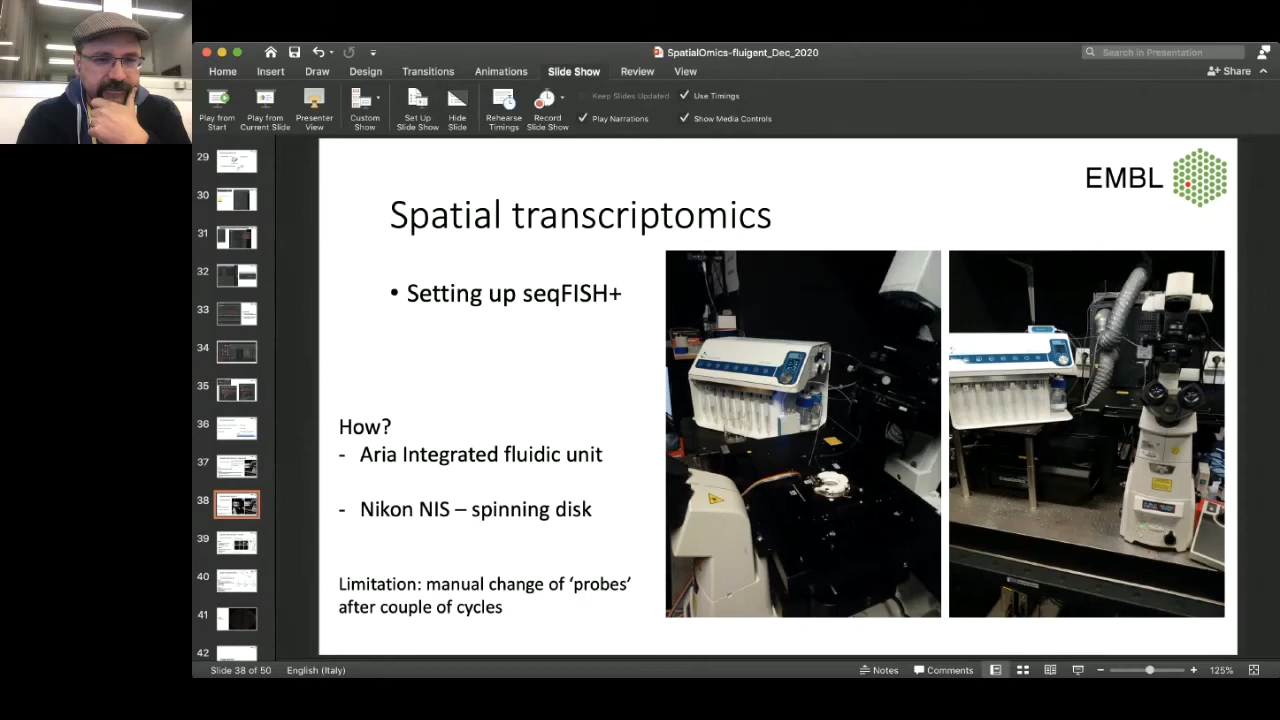 SpatialOmics-fluigent_Dec_2020
Search in Presentation
Home Insert Draw Design Transitions Animations Slide Show Review View
Share
Play from Start
Play from Current Slide
Presenter View
Custom Show
Set Up Slide Show
Hide Slide
Rehearse Timings
Record Slide Show
Keep Slides Updated
Use Timings
Play Narrations
Show Media Controls
29
30
31
32
33
34
35
36
37
38
39
40
41
42
EMBL
Spatial transcriptomics
• Setting up seqFISH+
How?
- Aria Integrated fluidic unit
- Nikon NIS – spinning disk
Limitation: manual change of ‘probes’
after couple of cycles
Slide 38 of 50
English (Italy)
Notes
Comments
125%